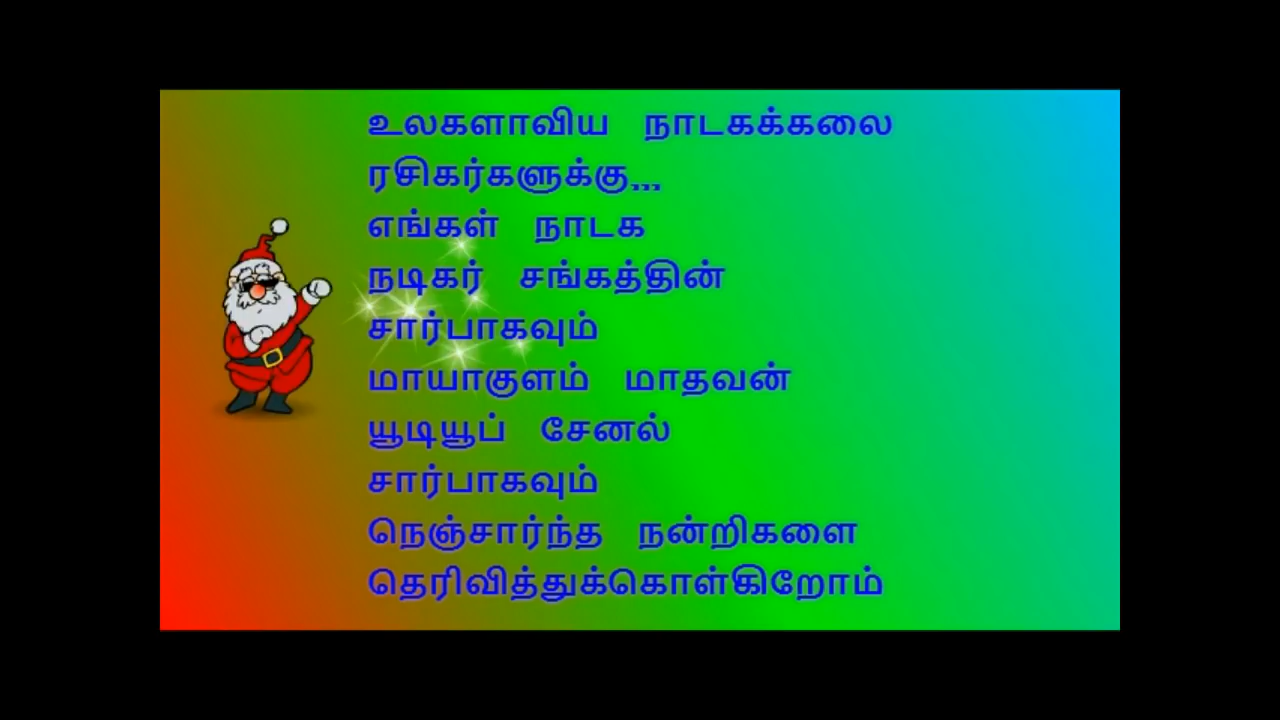 உலகளாவிய நாடகக்கலை
ரசிகர்களுக்கு...
எங்கள் நாடக
நடிகர் சங்கத்தின்
சார்பாகவும்
மாயாகுளம் மாதவன்
யூடியூப் சேனல்
சார்பாகவும்
நெஞ்சார்ந்த நன்றிகளை
தெரிவித்துக்கொள்கிறோம்